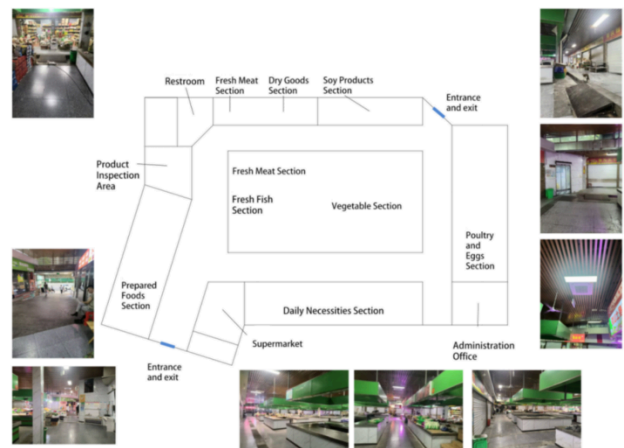 Restroom
Fresh Meat
Section
Dry Goods
Section
Soy Products
Section
Entrance
and exit
Product
Inspection
Area
Fresh Meat Section
Fresh Fish
Section
Vegetable Section
Poultry
and
Eggs
Section
Prepared
Foods
Section
Daily Necessities Section
Supermarket
Administration
Office
Entrance
and exit